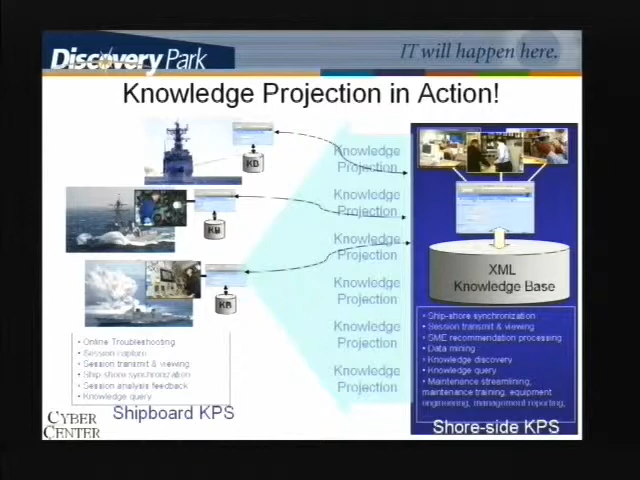 Discovery Park
IT will happen here.
Knowledge Projection in Action!
KB
KB
KB
Knowledge
Projection
Knowledge
Projection
Knowledge
Projection
Knowledge
Projection
Knowledge
Projection
Knowledge
Projection
XML
Knowledge Base
• Online Troubleshooting
• Session capture
• Session transmit & viewing
• Ship-shore synchronization
• Session analysis feedback
• Knowledge query
Shipboard KPS
• Ship-shore synchronization
• Session transmit & viewing
• SME recommendation processing
• Data mining
• Knowledge discovery
• Knowledge query
• Maintenance streamlining,
maintenance training, equipment
engineering, management reporting,
Shore-side KPS
CYBER
CENTER